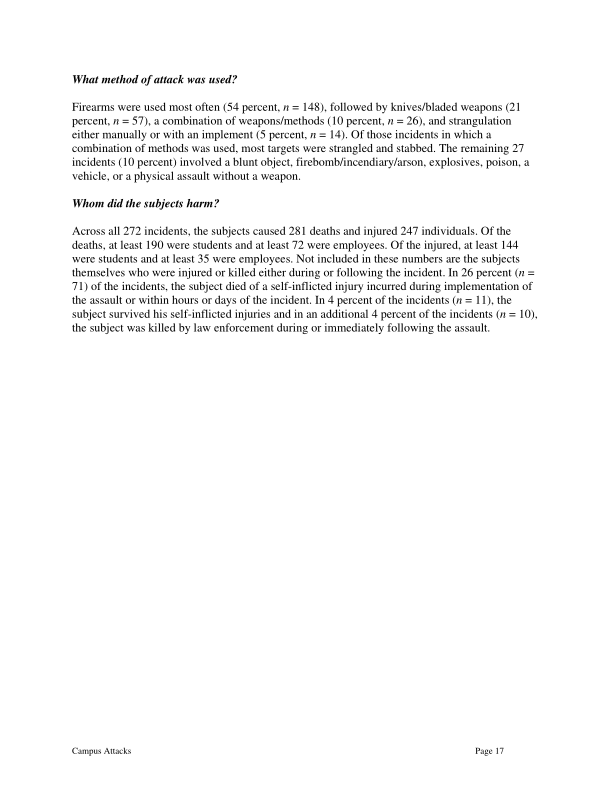 What method of attack was used?
Firearms were used most often (54 percent, n = 148), followed by knives/bladed weapons (21
percent, n = 57), a combination of weapons/methods (10 percent, n = 26), and strangulation
either manually or with an implement (5 percent, n = 14). Of those incidents in which a
combination of methods was used, most targets were strangled and stabbed. The remaining 27
incidents (10 percent) involved a blunt object, firebomb/incendiary/arson, explosives, poison, a
vehicle, or a physical assault without a weapon.
Whom did the subjects harm?
Across all 272 incidents, the subjects caused 281 deaths and injured 247 individuals. Of the
deaths, at least 190 were students and at least 72 were employees. Of the injured, at least 144
were students and at least 35 were employees. Not included in these numbers are the subjects
themselves who were injured or killed either during or following the incident. In 26 percent (n =
71) of the incidents, the subject died of a self-inflicted injury incurred during implementation of
the assault or within hours or days of the incident. In 4 percent of the incidents (n = 11), the
subject survived his self-inflicted injuries and in an additional 4 percent of the incidents (n = 10),
the subject was killed by law enforcement during or immediately following the assault.
Campus Attacks Page 17